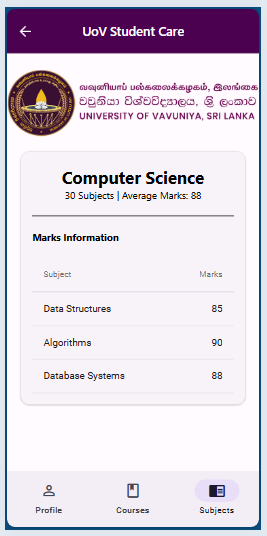 UoV Student Care
வவுனியாப் பல்கலைக்கழகம், இலங்கை
වවුනියා විශ්වවිද්‍යාලය, ශ්‍රී ලංකාව
UNIVERSITY OF VAVUNIYA, SRI LANKA
Computer Science
30 Subjects | Average Marks: 88
Marks Information
Subject Marks
Data Structures 85
Algorithms 90
Database Systems 88
Profile Courses Subjects